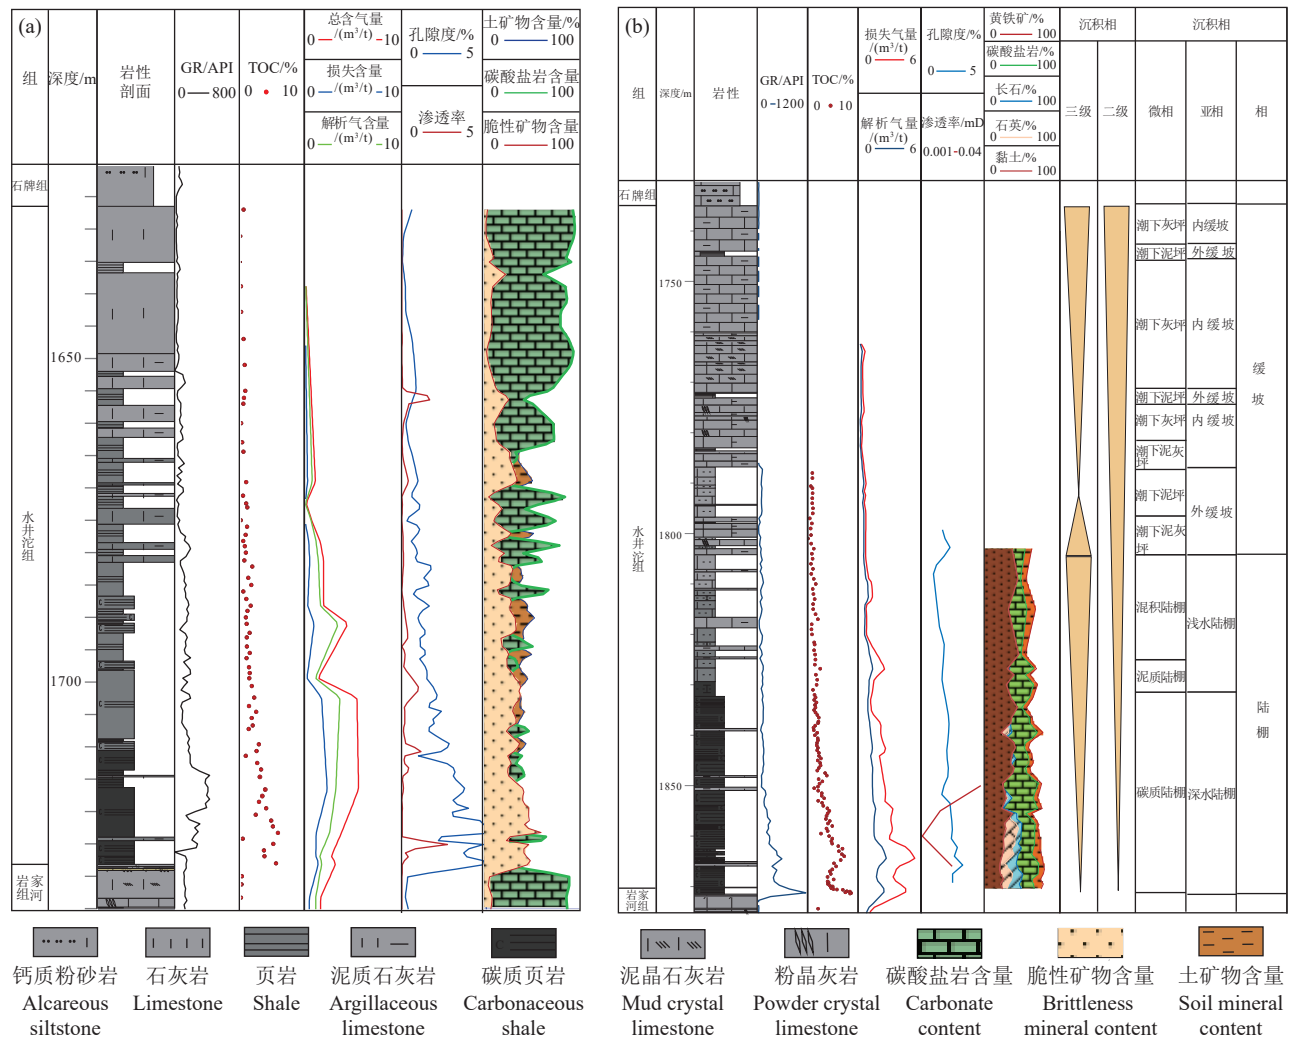 (a)
组
深度/m
岩性
剖面
GR/API
0 800
TOC/%
0 10
总含气量
/(m³/t)
0 10
损失含量
/(m³/t)
0 10
解析气含量
/(m³/t)
0 10
孔隙度/%
0 5
渗透率
0 5
土矿物含量/%
0 100
碳酸盐岩含量
0 100
脆性矿物含量
0 100
石牌组
水井沱组
岩家
组河
1650
1700
(b)
组
深度/m
岩性
GR/API
0 1200
TOC/%
0 10
损失气量
/(m³/t)
0 6
解析气量
/(m³/t)
0 6
孔隙度/%
0 5
渗透率/mD
0.001 0.04
黄铁矿/%
0 100
碳酸盐岩/%
0 100
长石/%
0 100
石英/%
0 100
黏土/%
0 100
沉积相
三级
二级
沉积相
微相
亚相
相
石牌组
水井沱组
岩家
河组
1750
1800
1850
潮下灰坪
内缓坡
潮下泥坪
外缓坡
潮下灰坪
内缓坡
潮下泥坪
外缓坡
潮下灰坪
内缓坡
潮下泥灰
坪
潮下泥坪
外缓坡
潮下泥灰
坪
缓
坡
混积陆棚
浅水陆棚
泥质陆棚
碳质陆棚
深水陆棚
陆
棚
钙质粉砂岩
Alcareous
siltstone
石灰岩
Limestone
页岩
Shale
泥质石灰岩
Argillaceous
limestone
碳质页岩
Carbonaceous
shale
泥晶石灰岩
Mud crystal
limestone
粉晶灰岩
Powder crystal
limestone
碳酸盐岩含量
Carbonate
content
脆性矿物含量
Brittleness
mineral content
土矿物含量
Soil mineral
content